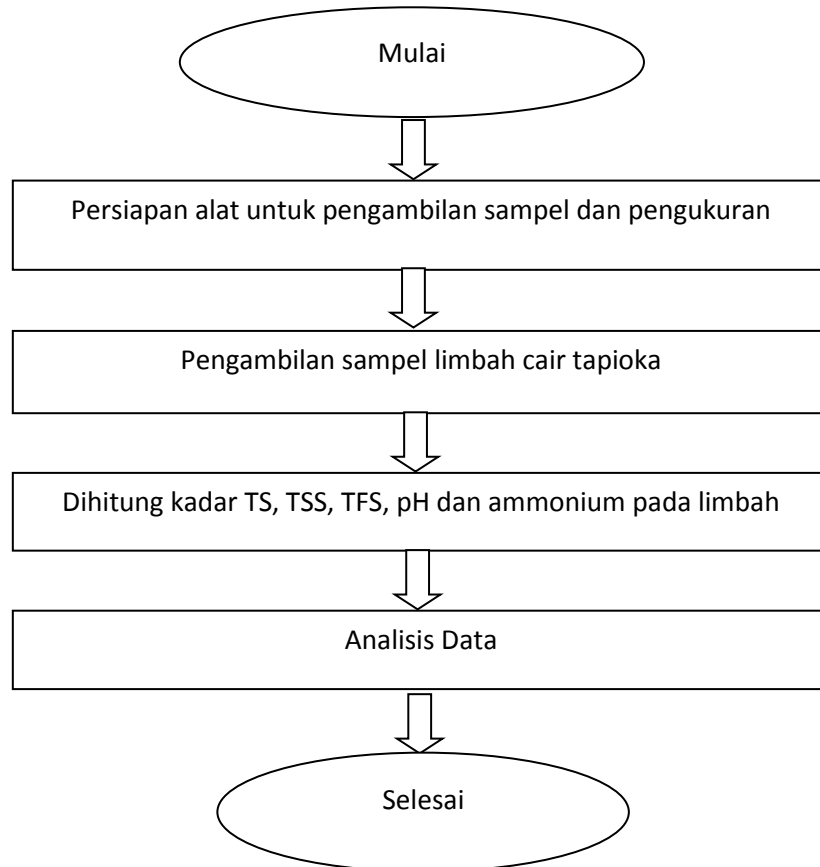 Mulai
Persiapan alat untuk pengambilan sampel dan pengukuran
Pengambilan sampel limbah cair tapioka
Dihitung kadar TS, TSS, TFS, pH dan ammonium pada limbah
Analisis Data
Selesai